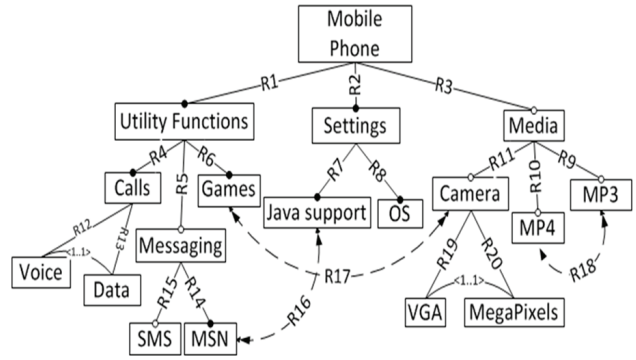 Mobile
Phone
R1
R2
R3
Utility Functions
Settings
Media
R4
R5
R6
R7
R8
R11
R10
R9
Calls
Games
Java support
OS
Camera
MP4
MP3
R12
R13
<1..1>
Messaging
Voice
Data
R17
R18
R19
R20
<1..1>
R15
R14
R16
SMS
MSN
VGA
MegaPixels